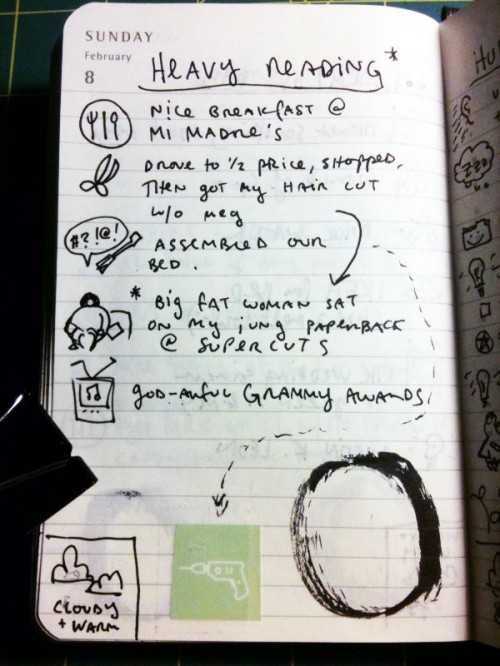 SUNDAY
February
8
HEAVY READING*
NICE BREAKFAST @
MI MADRE'S
DROVE TO 1/2 PRICE, SHOPPED,
THEN GOT MY HAIR CUT
W/O MEG
#?!@!
ASSEMBLED OUR
BED.
* BIG FAT WOMAN SAT
ON MY JUNG PAPERBACK
@ SUPERCUTS
GOD-AWFUL GRAMMY AWARDS
CLOUDY
+ WARM
HU
ZZZ